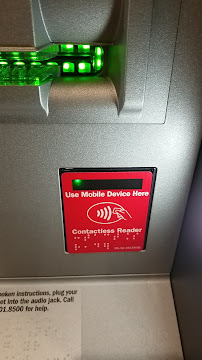 Use Mobile Device Here
Contactless Reader
oken instructions, plug your
et into the audio jack. Call
01.8500 for help.